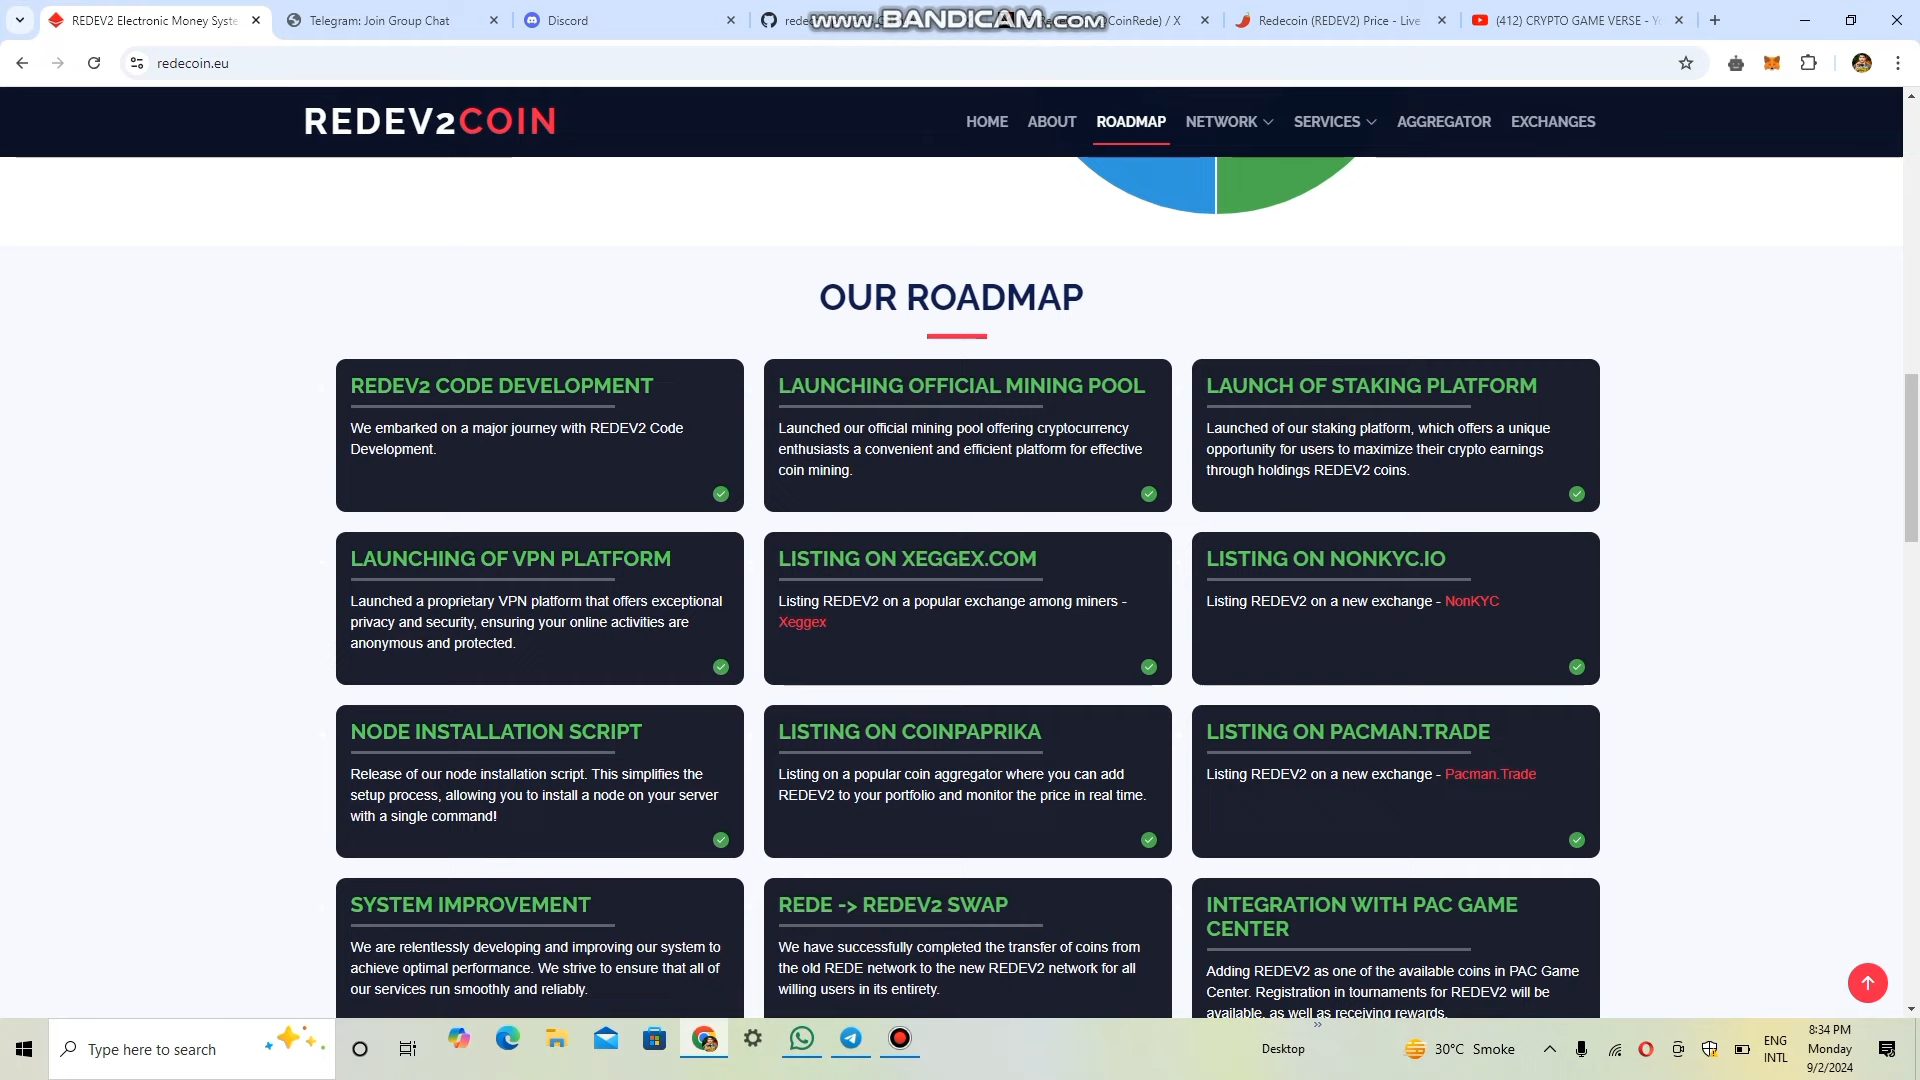 REDEV2 Electronic Money Syste
Telegram: Join Group Chat
Discord
rede
www.BANDICAM.com
CoinRede) / X
Redecoin (REDEV2) Price - Live
(412) CRYPTO GAME VERSE - Y
redecoin.eu
REDEV2COIN
HOME
ABOUT
ROADMAP
NETWORK
SERVICES
AGGREGATOR
EXCHANGES
OUR ROADMAP
REDEV2 CODE DEVELOPMENT
We embarked on a major journey with REDEV2 Code
Development.
LAUNCHING OFFICIAL MINING POOL
Launched our official mining pool offering cryptocurrency
enthusiasts a convenient and efficient platform for effective
coin mining.
LAUNCH OF STAKING PLATFORM
Launched of our staking platform, which offers a unique
opportunity for users to maximize their crypto earnings
through holdings REDEV2 coins.
LAUNCHING OF VPN PLATFORM
Launched a proprietary VPN platform that offers exceptional
privacy and security, ensuring your online activities are
anonymous and protected.
LISTING ON XEGGEX.COM
Listing REDEV2 on a popular exchange among miners -
Xeggex
LISTING ON NONKYC.IO
Listing REDEV2 on a new exchange - NonKYC
NODE INSTALLATION SCRIPT
Release of our node installation script. This simplifies the
setup process, allowing you to install a node on your server
with a single command!
LISTING ON COINPAPRIKA
Listing on a popular coin aggregator where you can add
REDEV2 to your portfolio and monitor the price in real time.
LISTING ON PACMAN.TRADE
Listing REDEV2 on a new exchange - Pacman.Trade
SYSTEM IMPROVEMENT
We are relentlessly developing and improving our system to
achieve optimal performance. We strive to ensure that all of
our services run smoothly and reliably.
REDE -> REDEV2 SWAP
We have successfully completed the transfer of coins from
the old REDE network to the new REDEV2 network for all
willing users in its entirety.
INTEGRATION WITH PAC GAME
CENTER
Adding REDEV2 as one of the available coins in PAC Game
Center. Registration in tournaments for REDEV2 will be
available, as well as receiving rewards.
Type here to search
Desktop
30°C Smoke
ENG
INTL
8:34 PM
Monday
9/2/2024